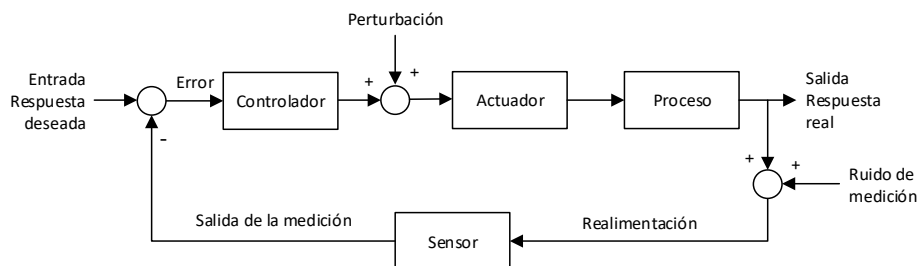 Perturbación
Entrada
Respuesta
deseada
Error
Controlador
+
+
Actuador
Proceso
Salida
Respuesta
real
-
+
+
Ruido de
medición
Salida de la medición
Sensor
Realimentación